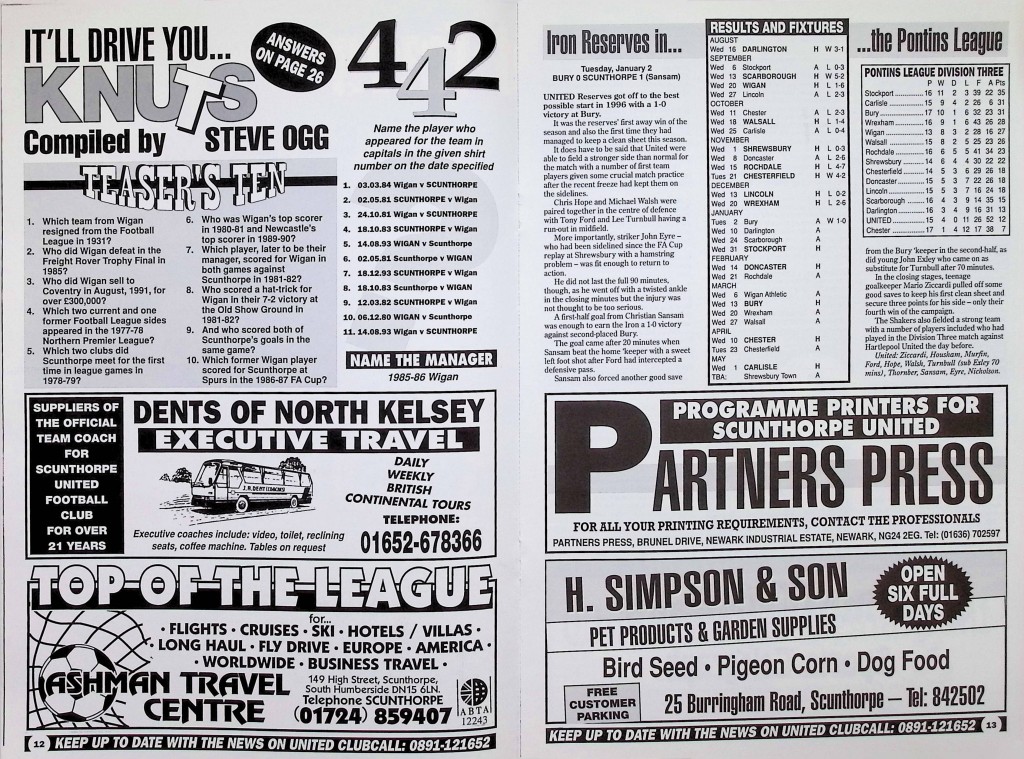 IT'LL DRIVE YOU...
KNUTS
Compiled by STEVE OGG
ANSWERS
ON PAGE 26
TEASER'S TEN
1. Which team from Wigan
resigned from the Football
League in 1931?
2. Who did Wigan defeat in the
Freight Rover Trophy Final in
1985?
3. Who did Wigan sell to
Coventry in August, 1991, for
over £300,000?
4. Which two current and one
former Football League sides
appeared in the 1977-78
Northern Premier League?
5. Which two clubs did
Scunthorpe meet for the first
time in league games in
1978-79?
6. Who was Wigan's top scorer
in 1980-81 and Newcastle's
top scorer in 1989-90?
7. Which player, later to be their
manager, scored for Wigan in
both games against
Scunthorpe in 1981-82?
8. Who scored a hat-trick for
Wigan in their 7-2 victory at
the Old Show Ground in
1981-82?
9. And who scored both of
Scunthorpe's goals in the
same game?
10. Which former Wigan player
scored for Scunthorpe at
Spurs in the 1986-87 FA Cup?
4 4 2
Name the player who
appeared for the team in
capitals in the given shirt
number on the date specified
1. 03.03.84 Wigan v SCUNTHORPE
2. 02.05.81 SCUNTHORPE v Wigan
3. 24.10.81 Wigan v SCUNTHORPE
4. 18.10.83 SCUNTHORPE v Wigan
5. 14.08.93 WIGAN v Scunthorpe
6. 02.05.81 Scunthorpe v WIGAN
7. 18.12.93 SCUNTHORPE v Wigan
8. 18.10.83 Scunthorpe v WIGAN
9. 12.03.82 SCUNTHORPE v Wigan
10. 06.12.80 WIGAN v Scunthorpe
11. 14.08.93 Wigan v SCUNTHORPE
NAME THE MANAGER
1985-86 Wigan
SUPPLIERS OF
THE OFFICIAL
TEAM COACH
FOR
SCUNTHORPE
UNITED
FOOTBALL
CLUB
FOR OVER
21 YEARS
DENTS OF NORTH KELSEY
EXECUTIVE TRAVEL
DAILY
WEEKLY
BRITISH
CONTINENTAL TOURS
TELEPHONE:
01652-678366
Executive coaches include: video, toilet, reclining
seats, coffee machine. Tables on request
TOP OF THE LEAGUE
for...
· FLIGHTS · CRUISES · SKI · HOTELS / VILLAS ·
· LONG HAUL · FLY DRIVE · EUROPE · AMERICA ·
· WORLDWIDE · BUSINESS TRAVEL ·
ASHMAN TRAVEL
CENTRE
149 High Street, Scunthorpe,
South Humberside DN15 6LN.
Telephone SCUNTHORPE
(01724) 859407
ABTA
12243
12 KEEP UP TO DATE WITH THE NEWS ON UNITED CLUBCALL: 0891-121652
Iron Reserves in...
Tuesday, January 2
BURY 0 SCUNTHORPE 1 (Sansam)
UNITED Reserves got off to the best
possible start in 1996 with a 1-0
victory at Bury.
It was the reserves' first away win of the
season and also the first time they had
managed to keep a clean sheet this season.
It does have to be said that United were
able to field a stronger side than normal for
the match with a number of first team
players given some crucial match practice
after the recent freeze had kept them on
the sidelines.
Chris Hope and Michael Walsh were
paired together in the centre of defence
with Tony Ford and Lee Turnbull having a
run-out in midfield.
More importantly, striker John Eyre –
who had been sidelined since the FA Cup
replay at Shrewsbury with a hamstring
problem – was fit enough to return to
action.
He did not last the full 90 minutes,
though, as he went off with a twisted ankle
in the closing minutes but the injury was
not thought to be too serious.
A first-half goal from Christian Sansam
was enough to earn the Iron a 1-0 victory
against second-placed Bury.
The goal came after 20 minutes when
Sansam beat the home 'keeper with a sweet
left foot shot after Ford had intercepted a
defensive pass.
Sansam also forced another good save
RESULTS AND FIXTURES
AUGUST
Wed 16 DARLINGTON H W 3-1
SEPTEMBER
Wed 6 Stockport A L 0-3
Wed 13 SCARBOROUGH H W 5-2
Wed 20 WIGAN H L 1-6
Wed 27 Lincoln A L 2-3
OCTOBER
Wed 11 Chester A L 2-3
Wed 18 WALSALL H L 1-4
Wed 25 Carlisle A L 0-4
NOVEMBER
Wed 1 SHREWSBURY H L 0-3
Wed 8 Doncaster A L 2-6
Wed 15 ROCHDALE H L 4-7
Tues 21 CHESTERFIELD H W 4-2
DECEMBER
Wed 13 LINCOLN H L 0-2
Wed 20 WREXHAM H L 2-6
JANUARY
Tues 2 Bury A W 1-0
Wed 10 Darlington A
Wed 24 Scarborough A
Wed 31 STOCKPORT H
FEBRUARY
Wed 14 DONCASTER H
Wed 21 Rochdale A
MARCH
Wed 6 Wigan Athletic A
Wed 13 BURY H
Wed 20 Wrexham A
Wed 27 Walsall A
APRIL
Wed 10 CHESTER H
Tues 23 Chesterfield A
MAY
Wed 1 CARLISLE H
TBA: Shrewsbury Town A
...the Pontins League
PONTINS LEAGUE DIVISION THREE
P W D L F A Pts
Stockport 16 11 2 3 39 22 35
Carlisle 15 9 4 2 26 6 31
Bury 17 10 1 6 32 23 31
Wrexham 16 9 1 6 43 26 28
Wigan 13 8 3 2 28 16 27
Walsall 15 8 2 5 25 23 26
Rochdale 16 6 5 5 41 34 23
Shrewsbury 14 6 4 4 30 22 22
Chesterfield 14 5 3 6 29 26 18
Doncaster 15 5 3 7 22 26 18
Lincoln 15 5 3 7 16 24 18
Scarborough 16 4 3 9 14 35 15
Darlington 16 3 4 9 16 31 13
UNITED 15 4 0 11 26 52 12
Chester 17 1 4 12 17 38 7
from the Bury 'keeper in the second-half, as
did young John Exley who came on as
substitute for Turnbull after 70 minutes.
In the closing stages, teenage
goalkeeper Mario Ziccardi pulled off some
good saves to keep his first clean sheet and
secure three points for his side – only their
fourth win of the campaign.
The Shakers also fielded a strong team
with a number of players included who had
played in the Division Three match against
Hartlepool United the day before.
United: Ziccardi, Housham, Murfin,
Ford, Hope, Walsh, Turnbull (sub Exley 70
mins), Thornber, Sansam, Eyre, Nicholson.
PROGRAMME PRINTERS FOR
SCUNTHORPE UNITED
PARTNERS PRESS
FOR ALL YOUR PRINTING REQUIREMENTS, CONTACT THE PROFESSIONALS
PARTNERS PRESS, BRUNEL DRIVE, NEWARK INDUSTRIAL ESTATE, NEWARK, NG24 2EG. Tel: (01636) 702597
H. SIMPSON & SON
OPEN
SIX FULL
DAYS
PET PRODUCTS & GARDEN SUPPLIES
Bird Seed · Pigeon Corn · Dog Food
FREE
CUSTOMER
PARKING
25 Burringham Road, Scunthorpe – Tel: 842502
KEEP UP TO DATE WITH THE NEWS ON UNITED CLUBCALL: 0891-121652 13